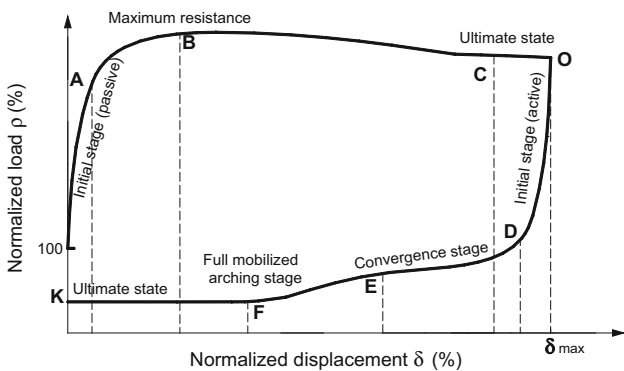 Maximum resistance
B
Ultimate state
O
A
C
Initial stage (passive)
Initial stage (active)
Normalized load ρ (%)
D
100
Full mobilized
arching stage
Convergence stage
E
K
Ultimate state
F
Normalized displacement δ (%)
δ max